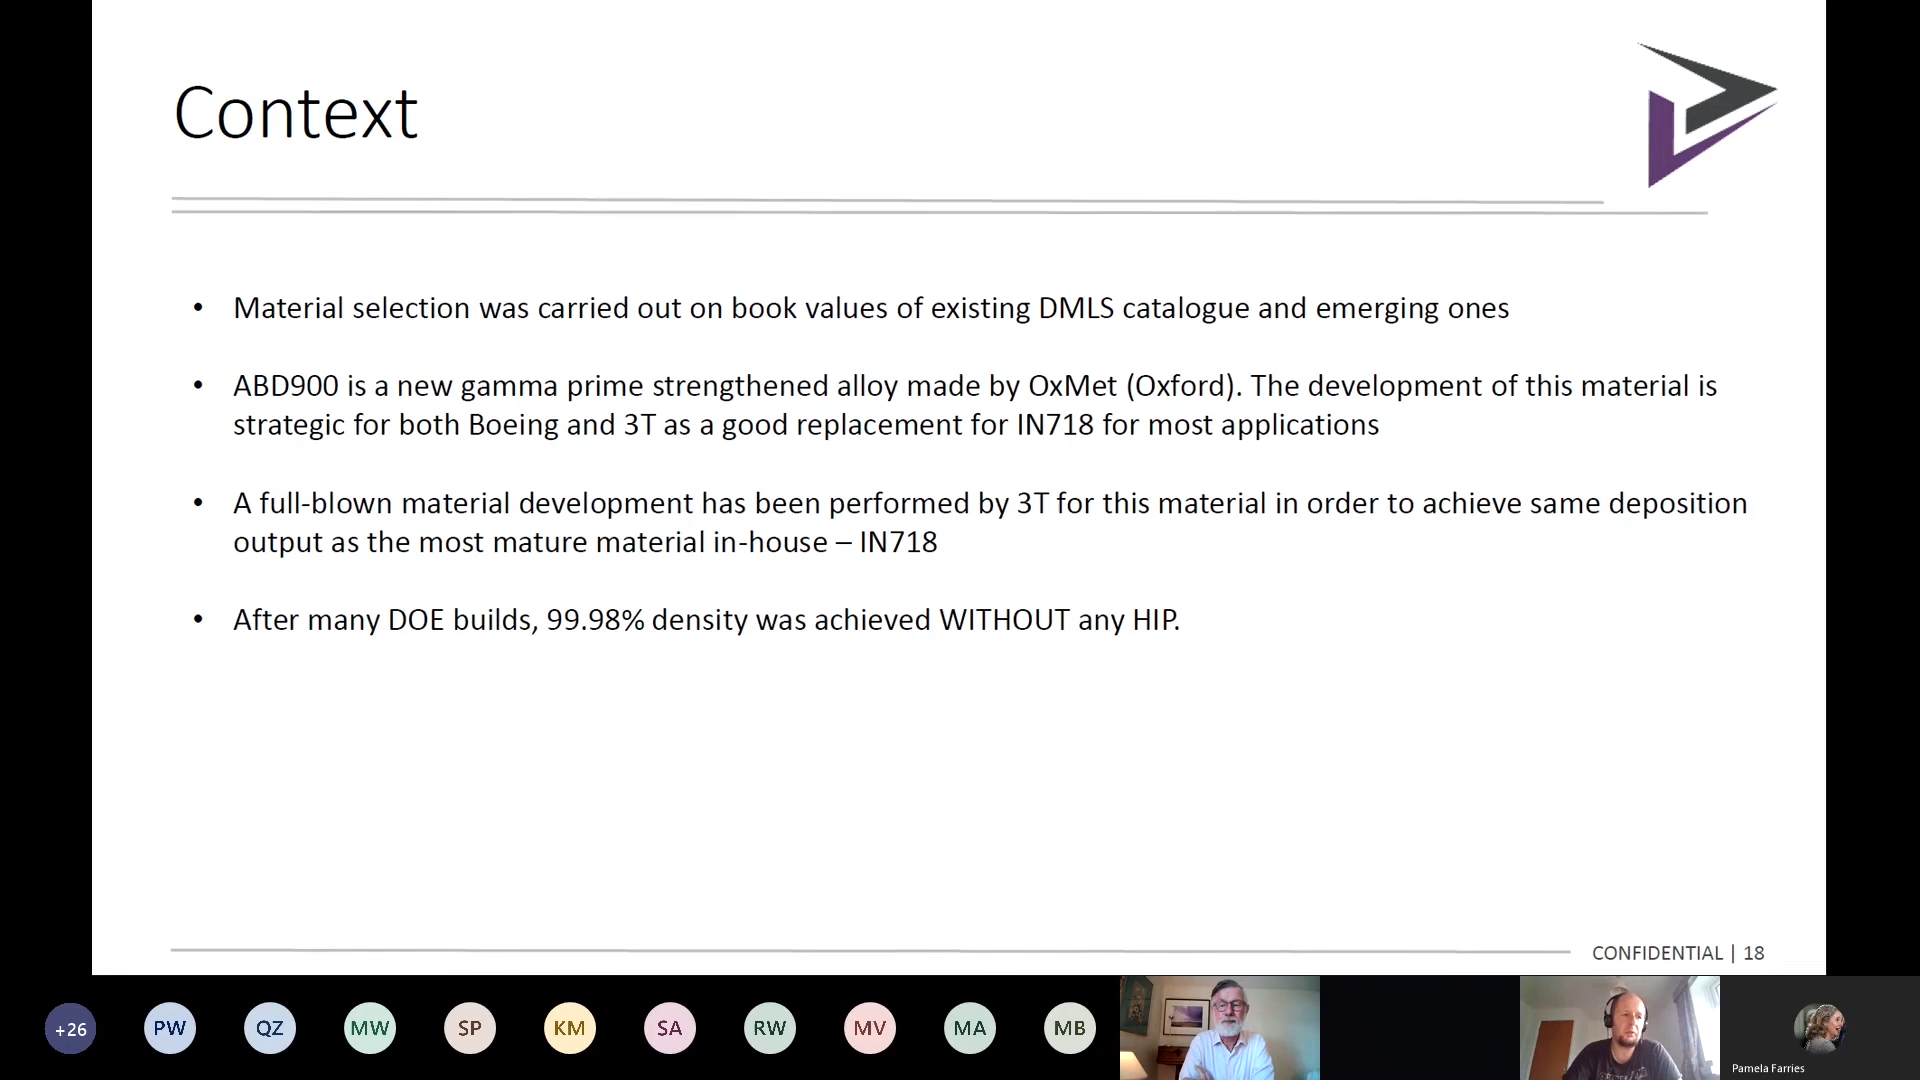 Context
• Material selection was carried out on book values of existing DMLS catalogue and emerging ones
• ABD900 is a new gamma prime strengthened alloy made by OxMet (Oxford). The development of this material is
strategic for both Boeing and 3T as a good replacement for IN718 for most applications
• A full-blown material development has been performed by 3T for this material in order to achieve same deposition
output as the most mature material in-house – IN718
• After many DOE builds, 99.98% density was achieved WITHOUT any HIP.
CONFIDENTIAL | 18
+26 PW QZ MW SP KM SA RW MV MA MB
Pamela Farries